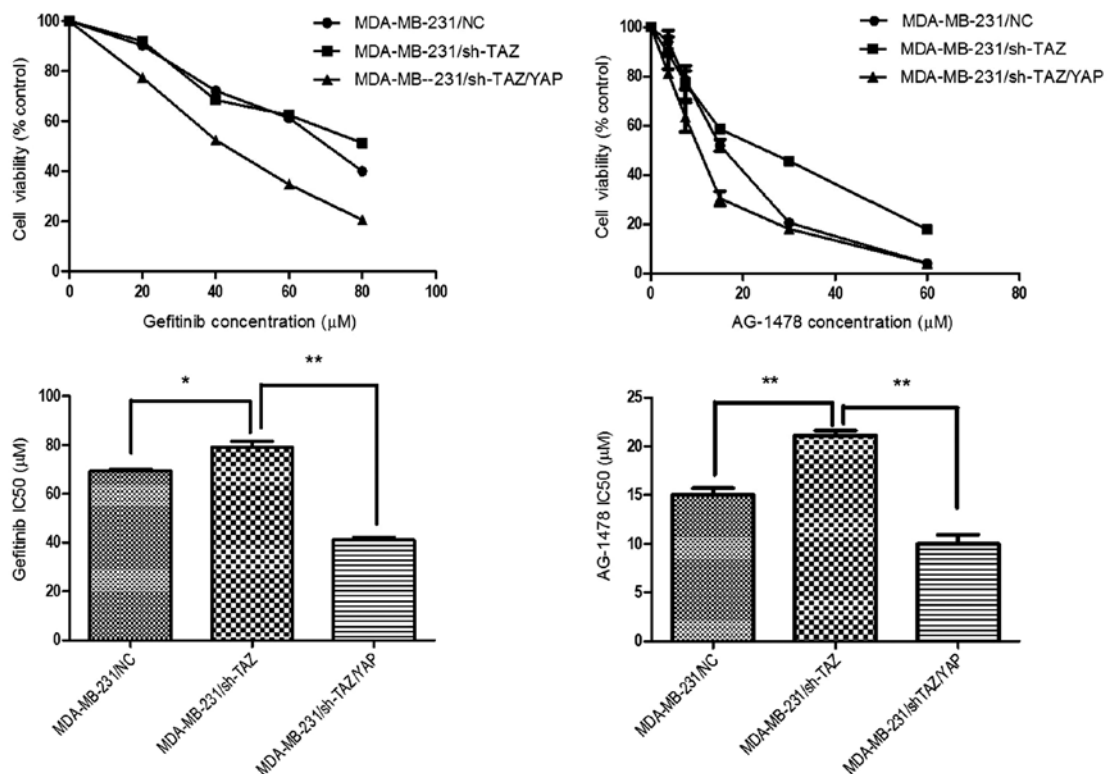 100
80
60
40
20
0
Cell viability (% control)
0 20 40 60 80 100
Gefitinib concentration (μM)
MDA-MB-231/NC
MDA-MB-231/sh-TAZ
MDA-MB--231/sh-TAZ/YAP
100
80
60
40
20
0
Cell viability (% control)
0 20 40 60 80
AG-1478 concentration (μM)
MDA-MB-231/NC
MDA-MB-231/sh-TAZ
MDA-MB-231/sh-TAZ/YAP
100
80
60
40
20
0
Gefitinib IC50 (μM)
*
**
MDA-MB-231/NC
MDA-MB-231/sh-TAZ
MDA-MB-231/sh-TAZ/YAP
25
20
15
10
5
0
AG-1478 IC50 (μM)
**
**
MDA-MB-231/NC
MDA-MB-231/sh-TAZ
MDA-MB-231/shTAZ/YAP